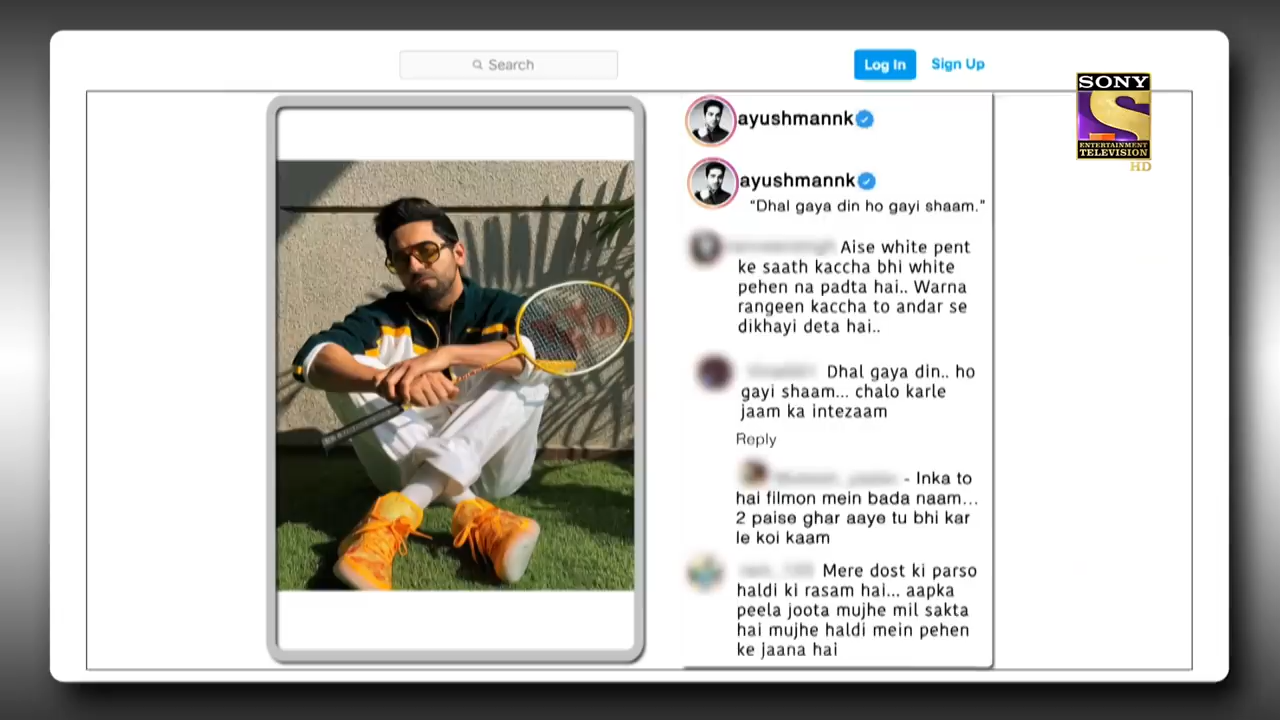 Search
Log In
Sign Up
SONY
ENTERTAINMENT
TELEVISION
HD
ayushmannk
ayushmannk
"Dhal gaya din ho gayi shaam."
Aise white pent
ke saath kaccha bhi white
pehen na padta hai.. Warna
rangeen kaccha to andar se
dikhayi deta hai..
Dhal gaya din.. ho
gayi shaam... chalo karle
jaam ka intezaam
Reply
- Inka to
hai filmon mein bada naam...
2 paise ghar aaye tu bhi kar
le koi kaam
Mere dost ki parso
haldi ki rasam hai... aapka
peela joota mujhe mil sakta
hai mujhe haldi mein pehen
ke jaana hai